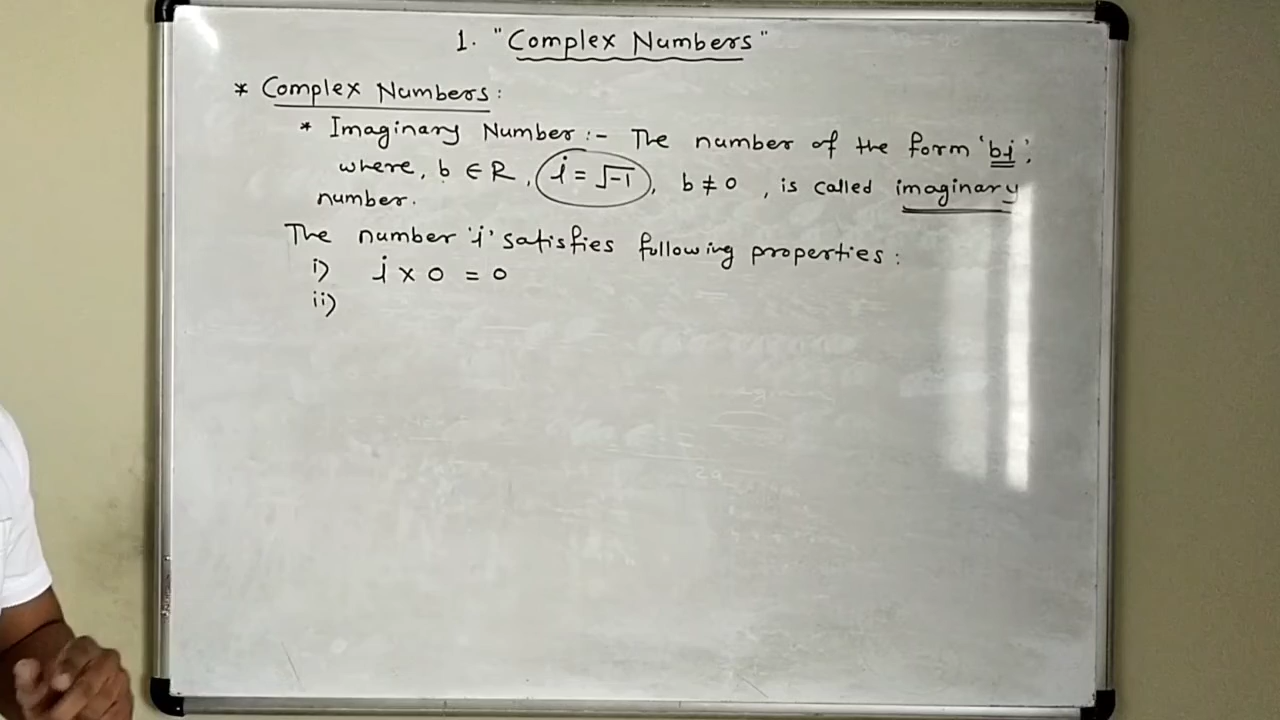 1. "Complex Numbers"
* Complex Numbers:
* Imaginary Number :- The number of the form 'bi',
where, b ∈ R, i = √-1, b ≠ 0, is called imaginary
number.
The number 'i' satisfies following properties:
i) i × 0 = 0
ii)